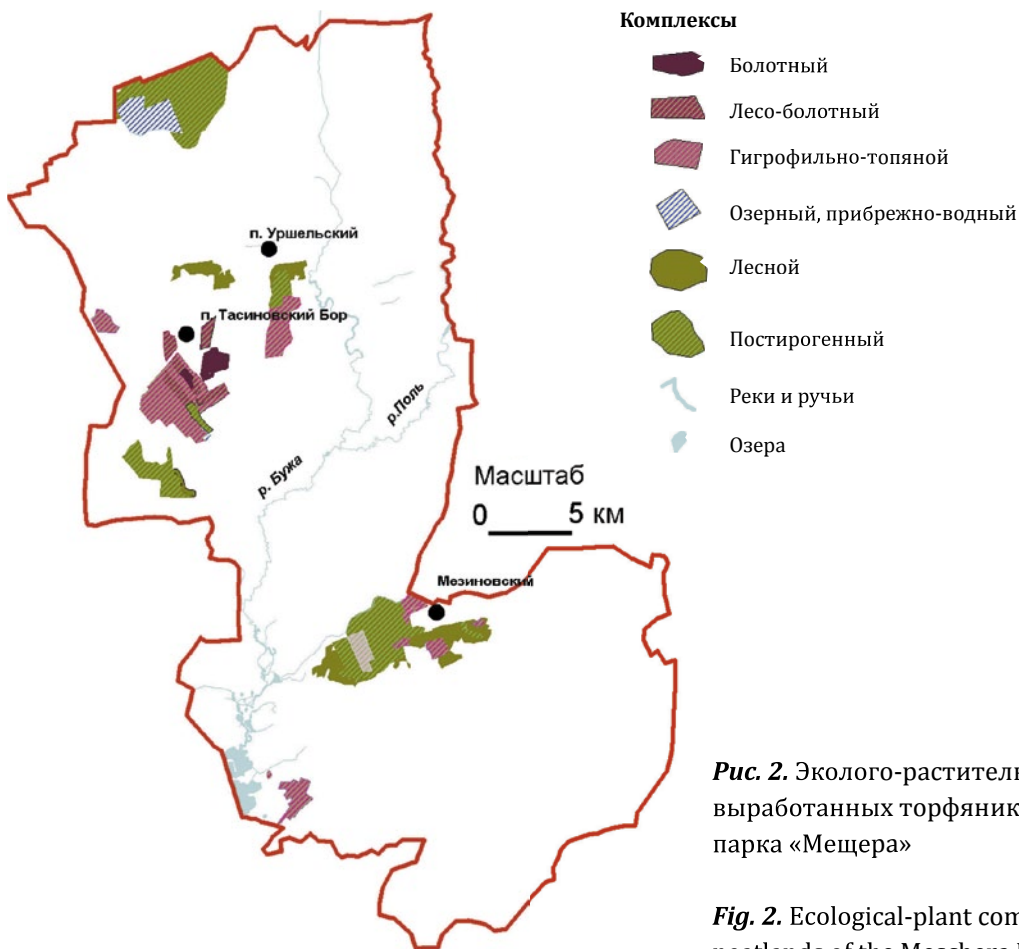 Комплексы
Болотный
Лесо-болотный
Гигрофильно-топяной
Озерный, прибрежно-водный
Лесной
Постирогенный
Реки и ручьи
Озера
п. Уршельский
п. Тасиновский Бор
р.Поль
р. Бужа
Масштаб
0 5 км
Мезиновский
Рис. 2. Эколого-раститель
выработанных торфяник
парка «Мещера»
Fig. 2. Ecological-plant com